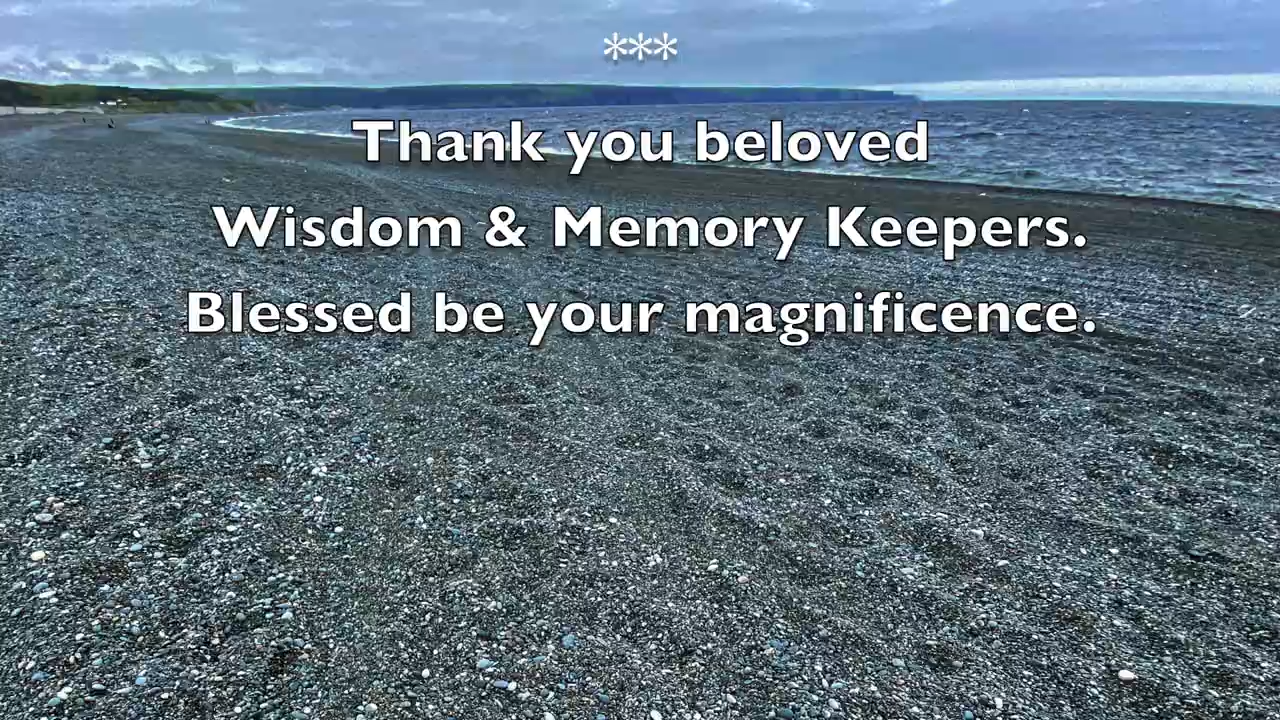 ***
Thank you beloved
Wisdom & Memory Keepers.
Blessed be your magnificence.